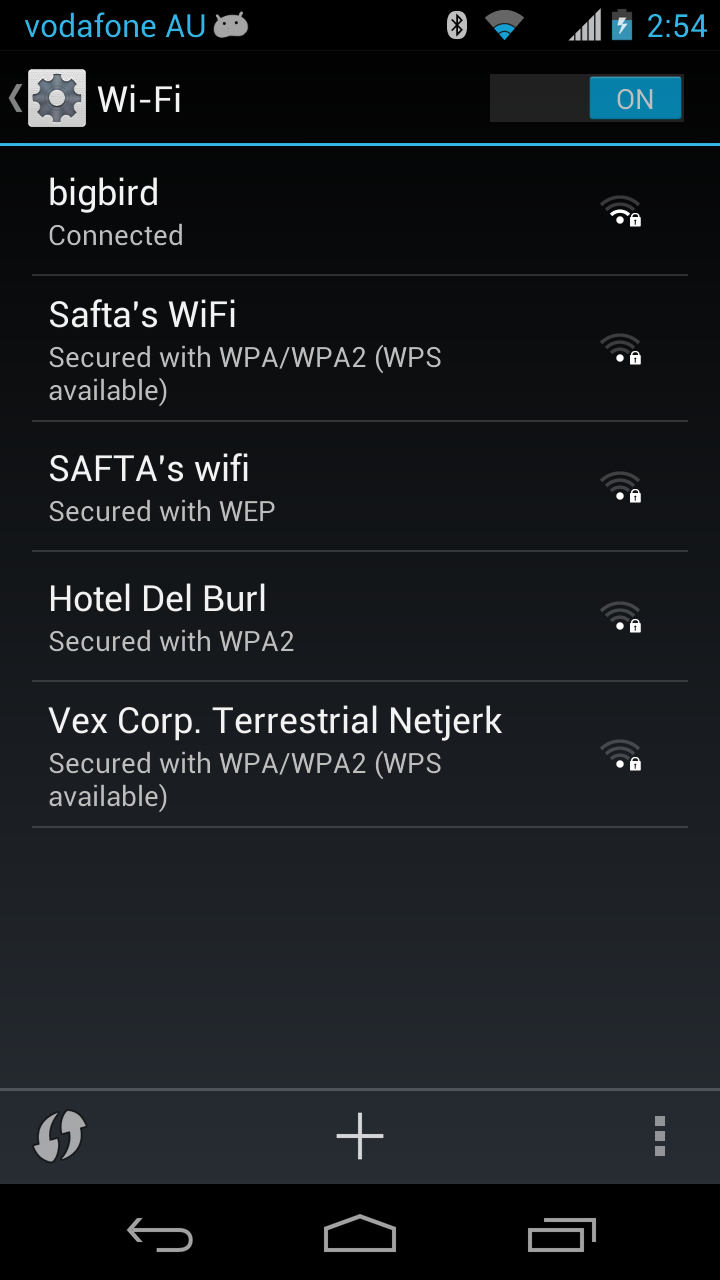 vodafone AU 2:54
Wi-Fi ON
bigbird
Connected
Safta's WiFi
Secured with WPA/WPA2 (WPS
available)
SAFTA's wifi
Secured with WEP
Hotel Del Burl
Secured with WPA2
Vex Corp. Terrestrial Netjerk
Secured with WPA/WPA2 (WPS
available)